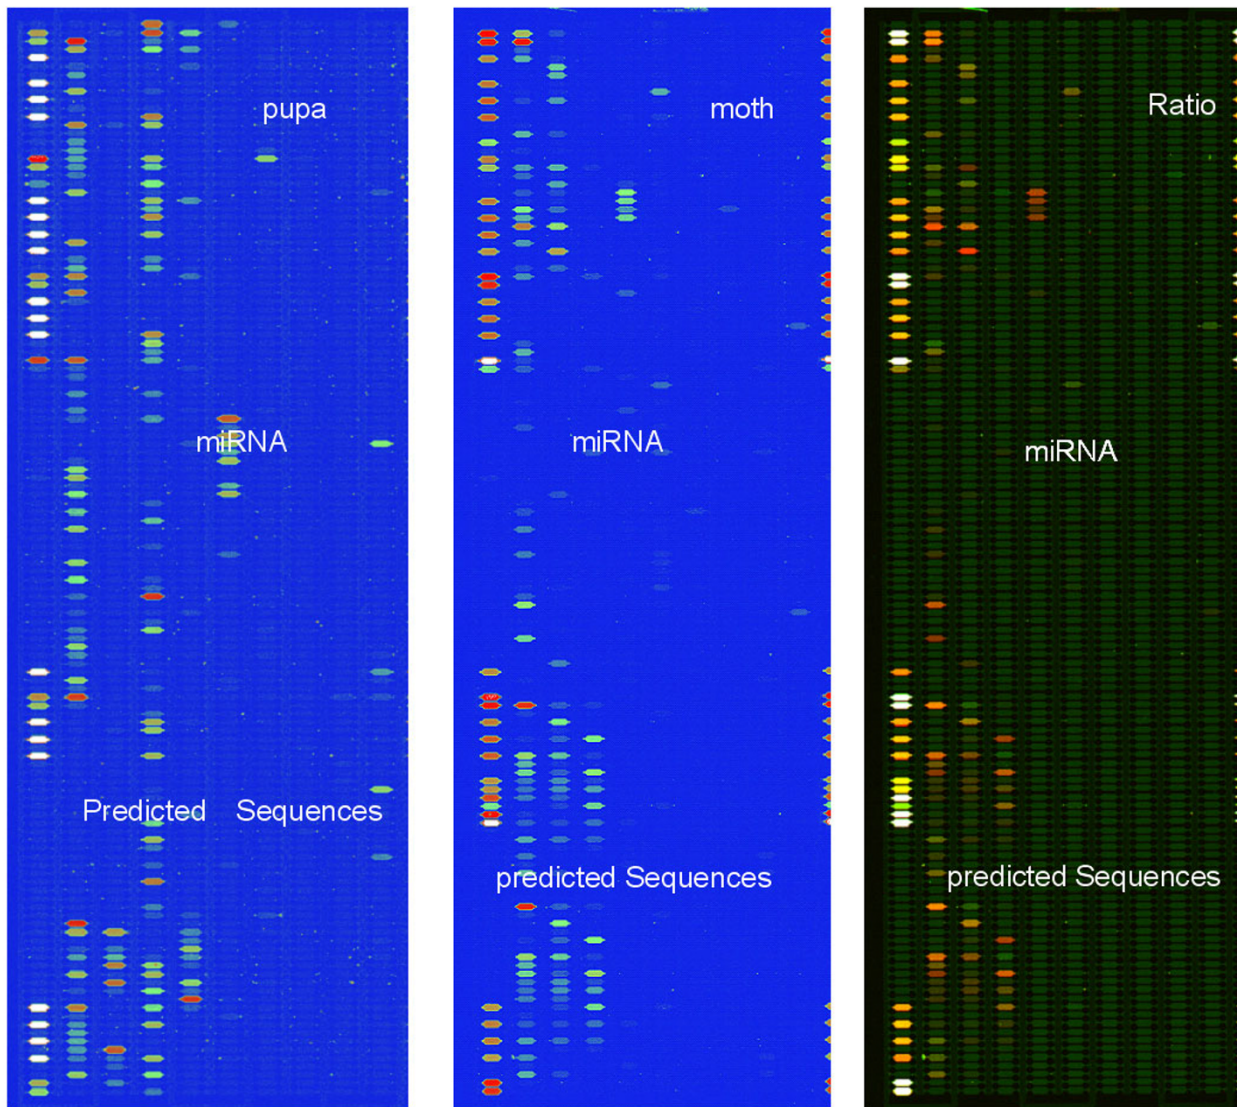 pupa
moth
Ratio
miRNA
miRNA
miRNA
Predicted Sequences
predicted Sequences
predicted Sequences